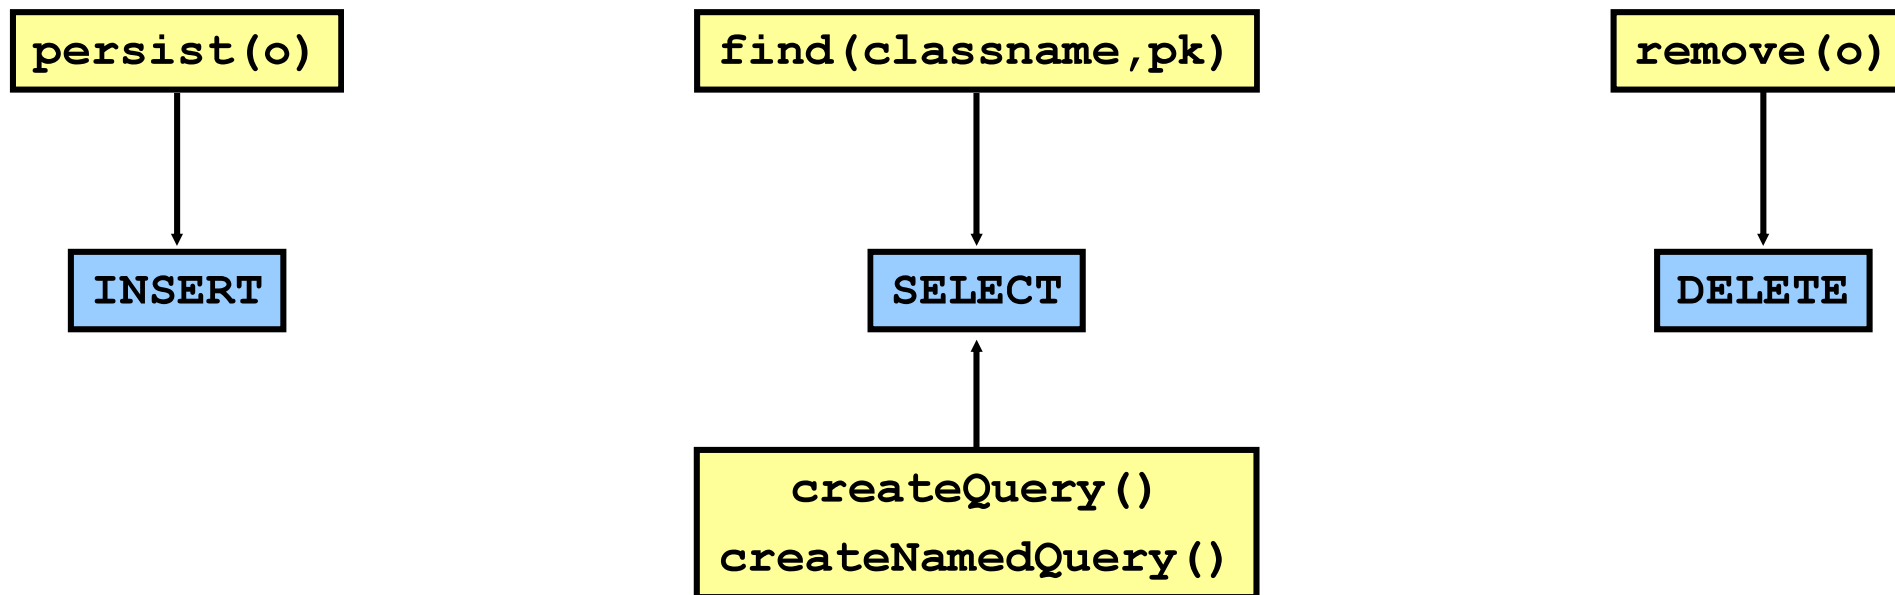 persist(o)
find(classname,pk)
remove(o)
INSERT
SELECT
DELETE
createQuery()
createNamedQuery()